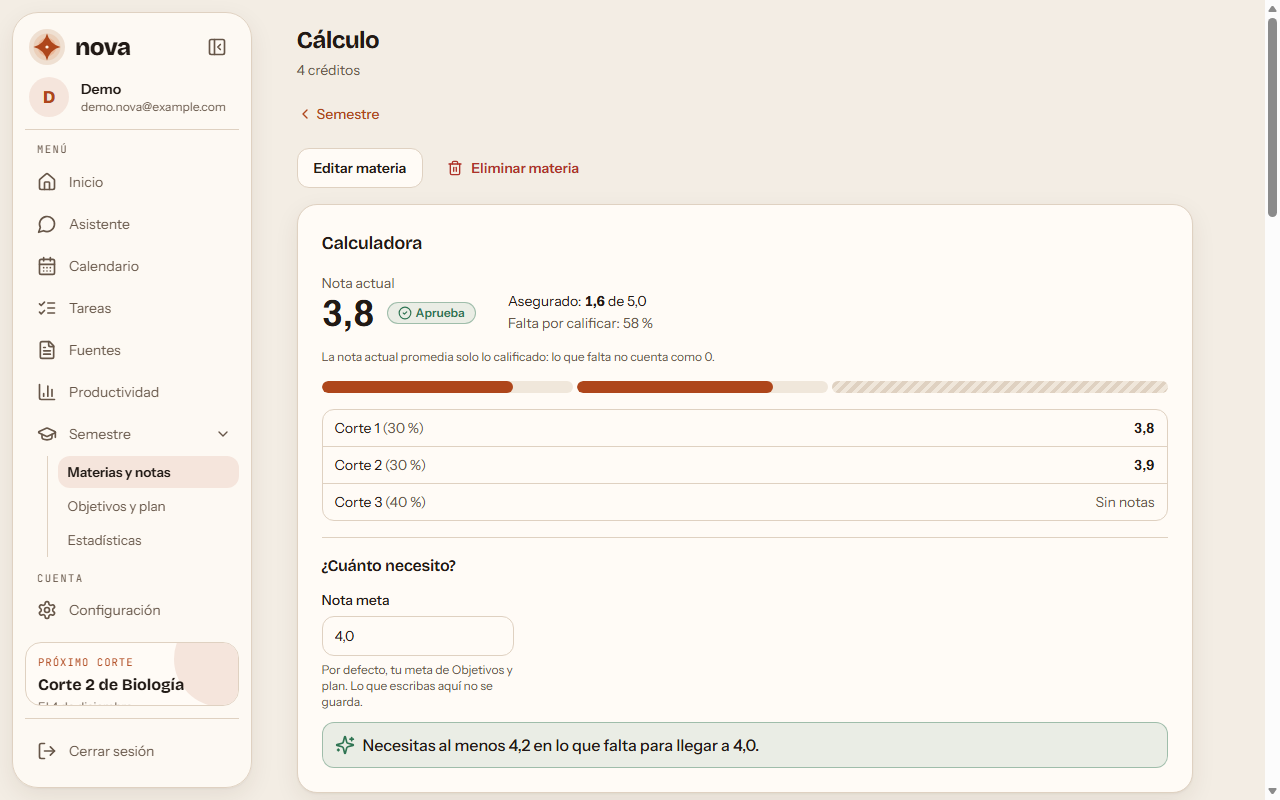 nova
D
Demo
demo.nova@example.com
MENÚ
Inicio
Asistente
Calendario
Tareas
Fuentes
Productividad
Semestre
Materias y notas
Objetivos y plan
Estadísticas
CUENTA
Configuración
PRÓXIMO CORTE
Corte 2 de Biología
Cerrar sesión
Cálculo
4 créditos
Semestre
Editar materia
Eliminar materia
Calculadora
Nota actual
3,8
Aprueba
Asegurado: 1,6 de 5,0
Falta por calificar: 58 %
La nota actual promedia solo lo calificado: lo que falta no cuenta como 0.
Corte 1 (30 %) 3,8
Corte 2 (30 %) 3,9
Corte 3 (40 %) Sin notas
¿Cuánto necesito?
Nota meta
4,0
Por defecto, tu meta de Objetivos y
plan. Lo que escribas aquí no se
guarda.
Necesitas al menos 4,2 en lo que falta para llegar a 4,0.